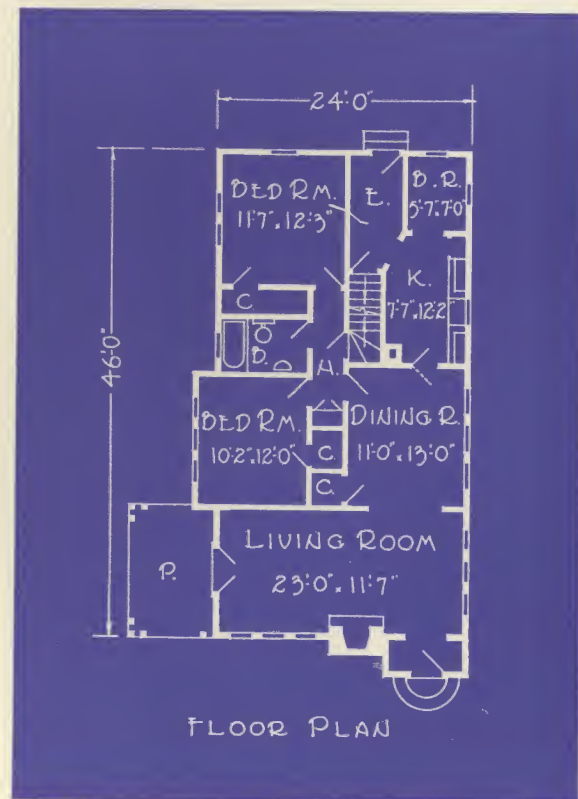 24'-0"
BED RM.
11'-7" x 12'-3"
E.
B.R.
5'-7" 7'-0"
K.
7'-7" x 12'-2"
C.
B.
H.
46'-0"
BED RM.
10'-2" x 12'-0"
C.
C.
DINING R.
11'-0" x 13'-0"
LIVING ROOM
23'-0" x 11'-7"
P.
FLOOR PLAN